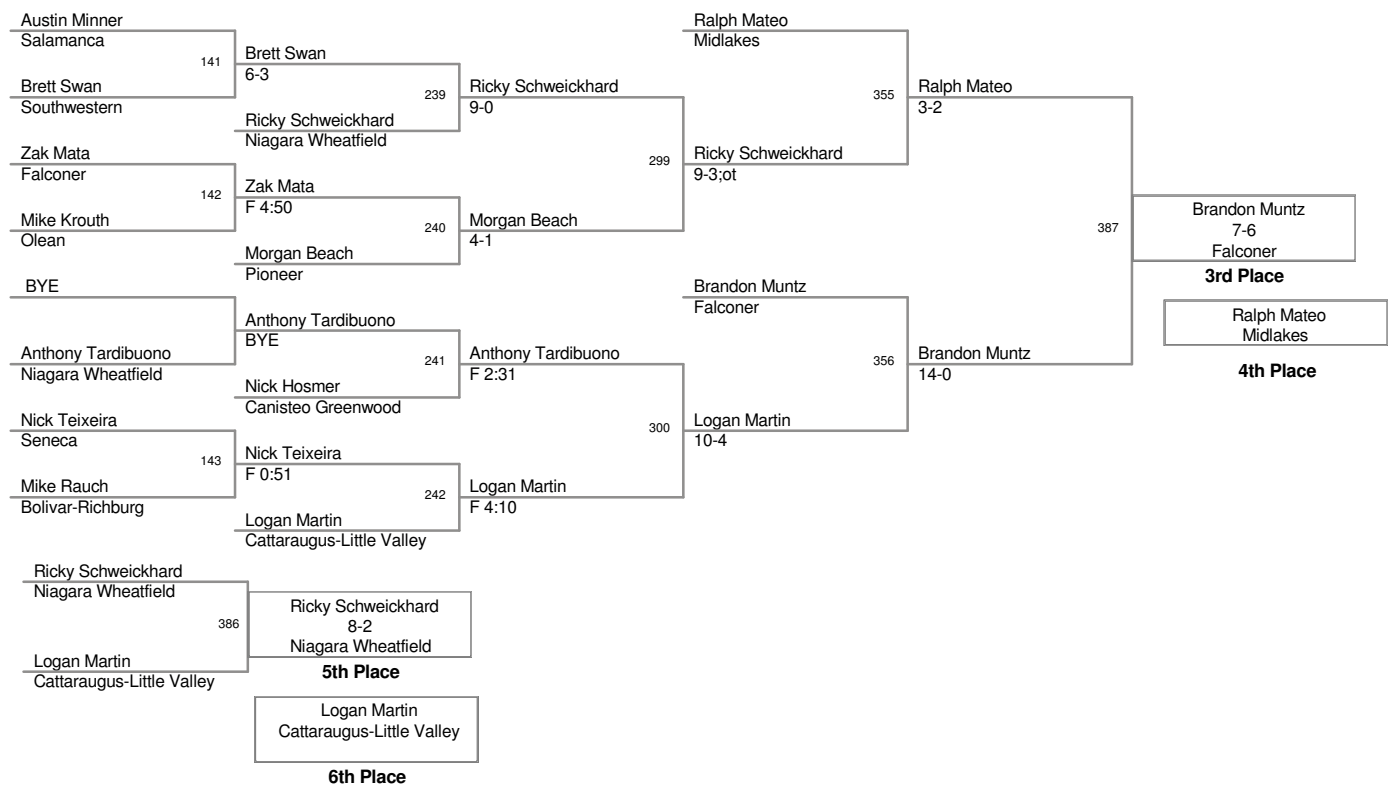 Austin Minner
Salamanca
141
Brett Swan
Southwestern
Zak Mata
Falconer
142
Mike Krouth
Olean
BYE
Anthony Tardibuono
Niagara Wheatfield
Nick Teixeira
Seneca
143
Mike Rauch
Bolivar-Richburg
Brett Swan
6-3
239
Ricky Schweickhard
Niagara Wheatfield
Zak Mata
F 4:50
240
Morgan Beach
Pioneer
Anthony Tardibuono
BYE
241
Nick Hosmer
Canisteo Greenwood
Nick Teixeira
F 0:51
242
Logan Martin
Cattaraugus-Little Valley
Ricky Schweickhard
9-0
299
Morgan Beach
4-1
Anthony Tardibuono
F 2:31
300
Logan Martin
F 4:10
Ralph Mateo
Midlakes
355
Ricky Schweickhard
9-3;ot
Brandon Muntz
Falconer
356
Logan Martin
10-4
Ralph Mateo
3-2
387
Brandon Muntz
14-0
Brandon Muntz
7-6
Falconer
3rd Place
Ralph Mateo
Midlakes
4th Place
Ricky Schweickhard
Niagara Wheatfield
386
Logan Martin
Cattaraugus-Little Valley
Ricky Schweickhard
8-2
Niagara Wheatfield
5th Place
Logan Martin
Cattaraugus-Little Valley
6th Place